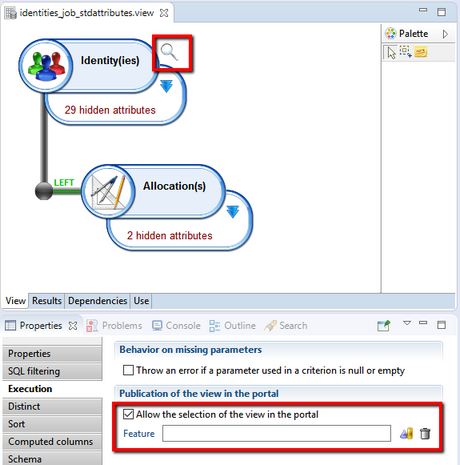 identities_job_stdattributes.view
Palette
Identity(ies)
29 hidden attributes
LEFT
Allocation(s)
2 hidden attributes
View Results Dependencies Use
Properties Problems Console Outline Search
Properties
SQL filtering
Execution
Distinct
Sort
Computed columns
Schema
Behavior on missing parameters
Throw an error if a parameter used in a criterion is null or empty
Publication of the view in the portal
Allow the selection of the view in the portal
Feature